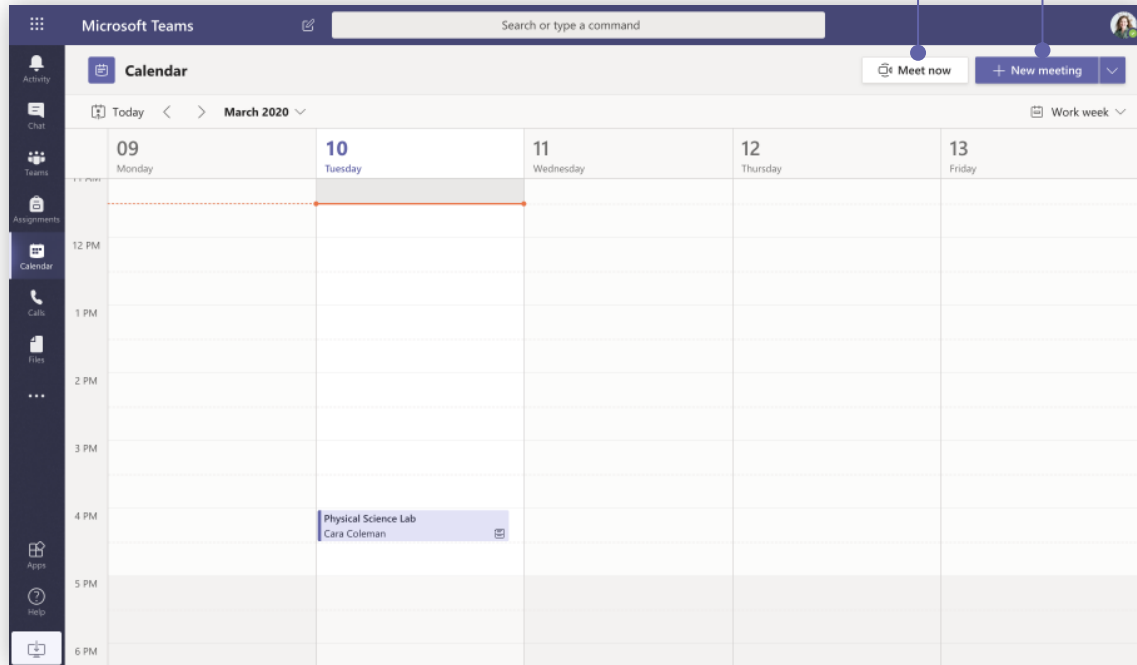 Microsoft Teams
Search or type a command
Activity
Chat
Teams
Assignments
Calendar
Calls
Files
Apps
Help
Calendar
Meet now
New meeting
Today
March 2020
Work week
09
Monday
10
Tuesday
11
Wednesday
12
Thursday
13
Friday
11 AM
12 PM
1 PM
2 PM
3 PM
4 PM
5 PM
6 PM
Physical Science Lab
Cara Coleman